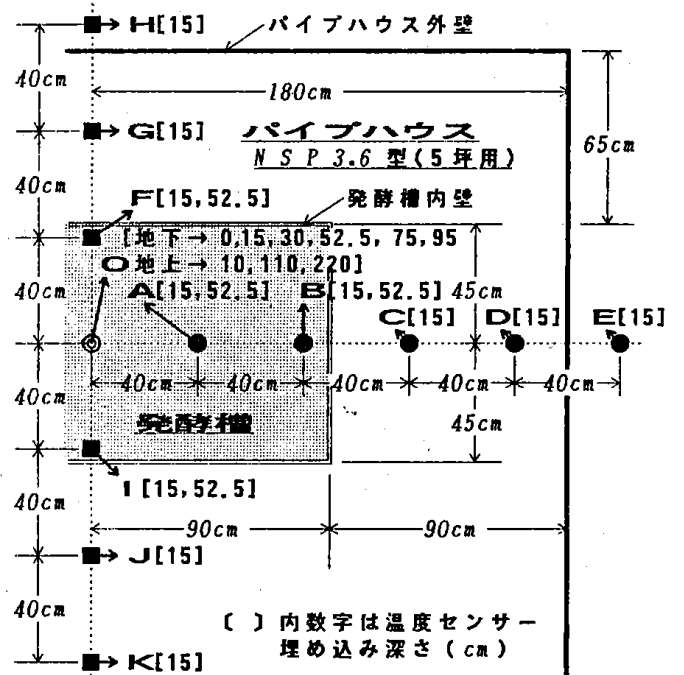 H[15]
パイプハウス外壁
40cm
180cm
G[15]
パイプハウス
NSP3.6型(5坪用)
65cm
40cm
F[15,52.5]
発酵槽内壁
[地下→0,15,30,52.5,75,95
O 地上→10,110,220]
40cm
A[15,52.5]
B[15,52.5]
45cm
C[15]
D[15]
E[15]
40cm
40cm
40cm
40cm
40cm
40cm
発酵槽
45cm
I[15,52.5]
40cm
90cm
90cm
J[15]
40cm
〔 〕内数字は温度センサー
埋め込み深さ(cm)
K[15]